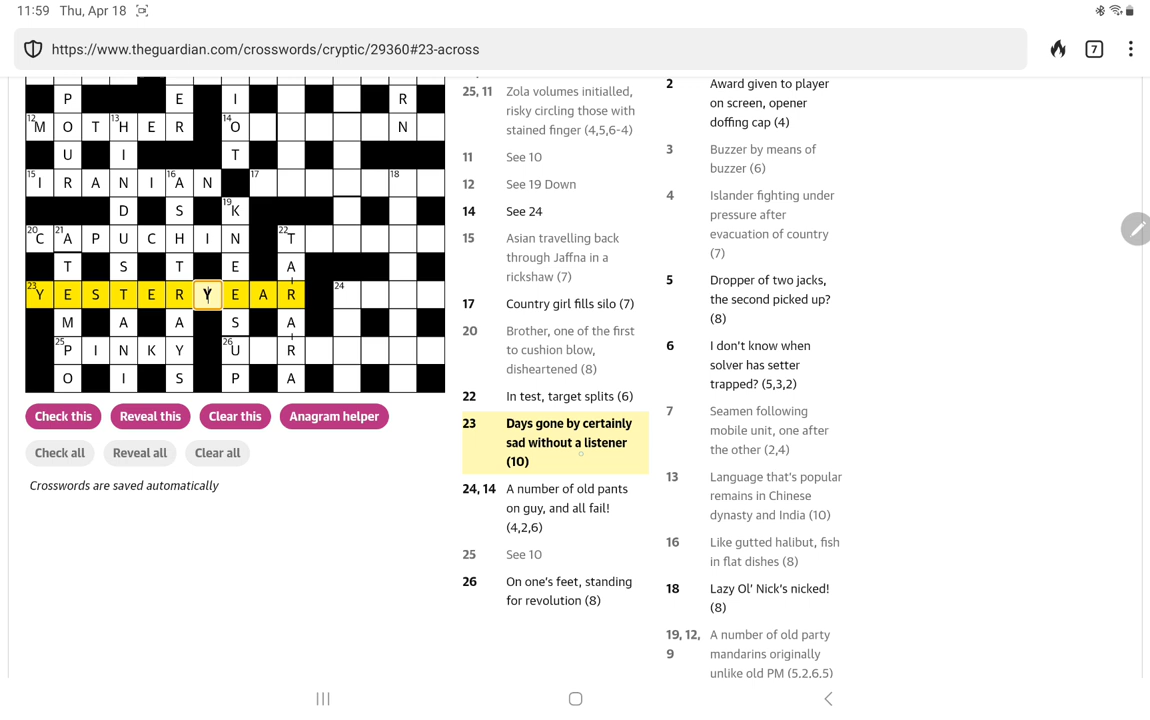 11:59 Thu, Apr 18
https://www.theguardian.com/crosswords/cryptic/29360#23-across
7
P E I R
12 M O T 13 H E R 14 O N
U I T
15 I R A N I 16 A N 17 18
D S 19 K
20 C 21 A P U C H I N 22 T
T S T E A
23 Y E S T E R Y E A R 24
M A A S A
25 P I N K Y 26 U R
O I S P A
Check this
Reveal this
Clear this
Anagram helper
Check all
Reveal all
Clear all
Crosswords are saved automatically
25, 11 Zola volumes initialled,
risky circling those with
stained finger (4,5,6-4)
11 See 10
12 See 19 Down
14 See 24
15 Asian travelling back
through Jaffna in a
rickshaw (7)
17 Country girl fills silo (7)
20 Brother, one of the first
to cushion blow,
disheartened (8)
22 In test, target splits (6)
23 Days gone by certainly
sad without a listener
(10)
24, 14 A number of old pants
on guy, and all fail!
(4,2,6)
25 See 10
26 On one's feet, standing
for revolution (8)
2 Award given to player
on screen, opener
doffing cap (4)
3 Buzzer by means of
buzzer (6)
4 Islander fighting under
pressure after
evacuation of country
(7)
5 Dropper of two jacks,
the second picked up?
(8)
6 I don't know when
solver has setter
trapped? (5,3,2)
7 Seamen following
mobile unit, one after
the other (2,4)
13 Language that's popular
remains in Chinese
dynasty and India (10)
16 Like gutted halibut, fish
in flat dishes (8)
18 Lazy Ol' Nick's nicked!
(8)
19, 12, A number of old party
9 mandarins originally
unlike old PM (5,2,6,5)